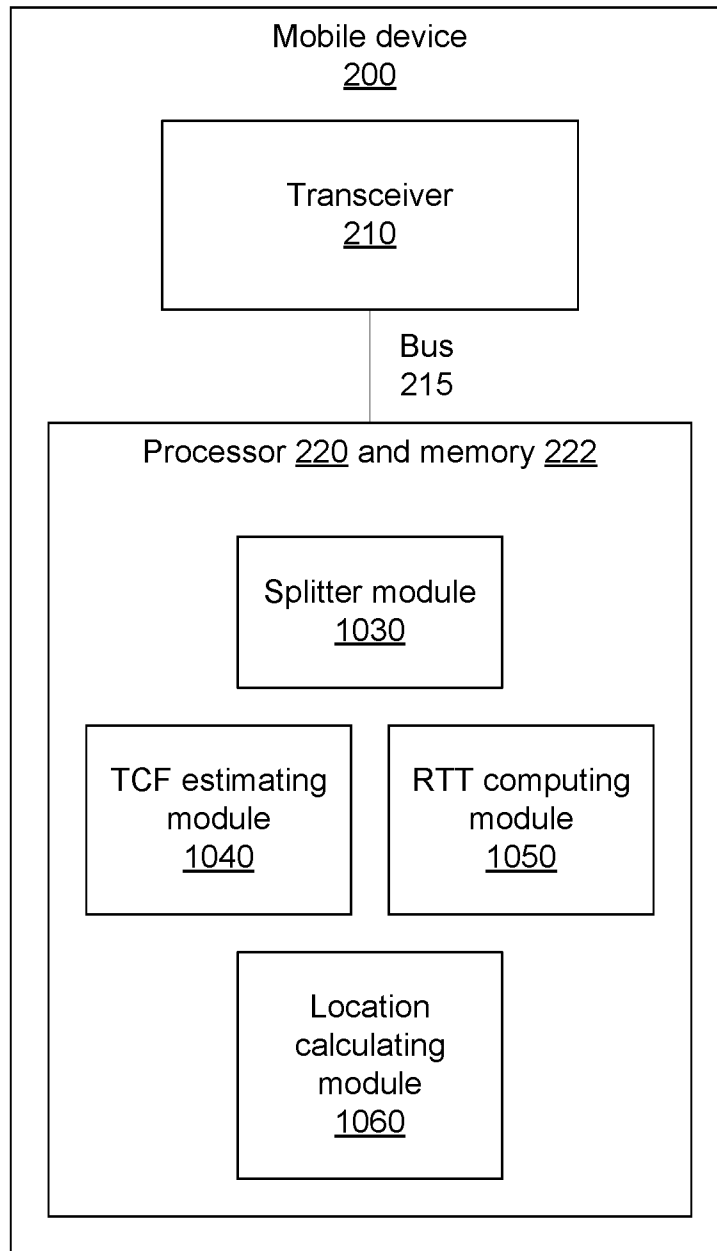 Mobile device
200
Transceiver
210
Bus
215
Processor 220 and memory 222
Splitter module
1030
TCF estimating
module
1040
RTT computing
module
1050
Location
calculating
module
1060